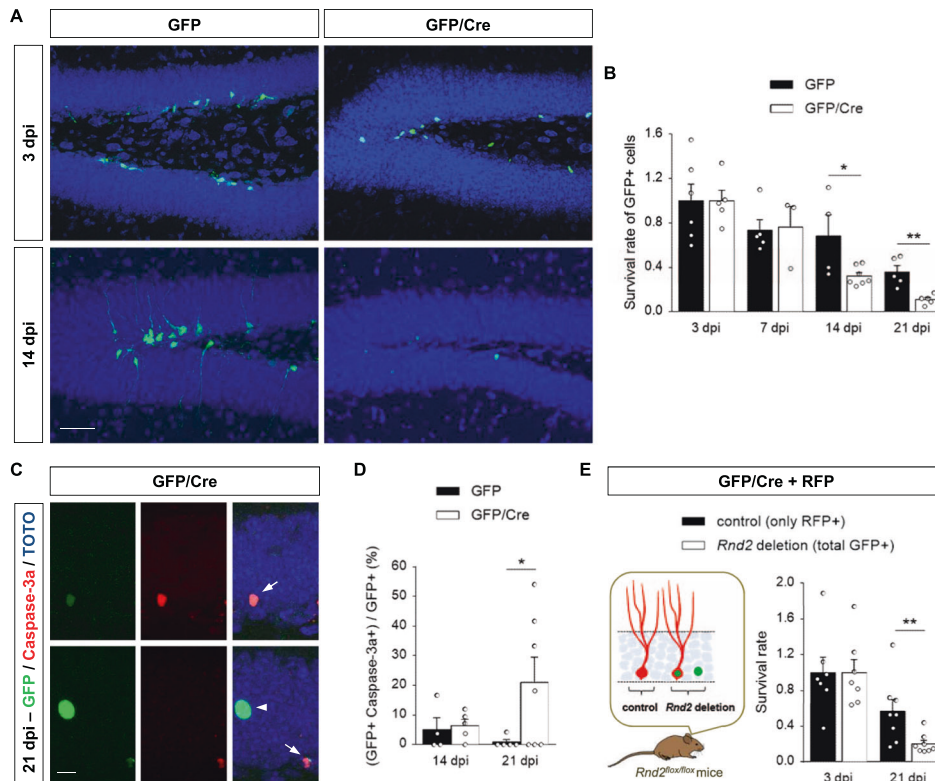 A
GFP
GFP/Cre
3 dpi
14 dpi
B
GFP
GFP/Cre
Survival rate of GFP+ cells
1.6
1.2
0.8
0.4
0.0
*
**
3 dpi
7 dpi
14 dpi
21 dpi
C
GFP/Cre
21 dpi – GFP / Caspase-3a / TOTO
D
GFP
GFP/Cre
(GFP+ Caspase-3a+) / GFP+ (%)
60
50
40
30
20
10
0
*
14 dpi
21 dpi
E
GFP/Cre + RFP
control (only RFP+)
Rnd2 deletion (total GFP+)
control
Rnd2 deletion
Rnd2flox/flox mice
Survival rate
2.0
1.6
1.2
0.8
0.4
0.0
**
3 dpi
21 dpi